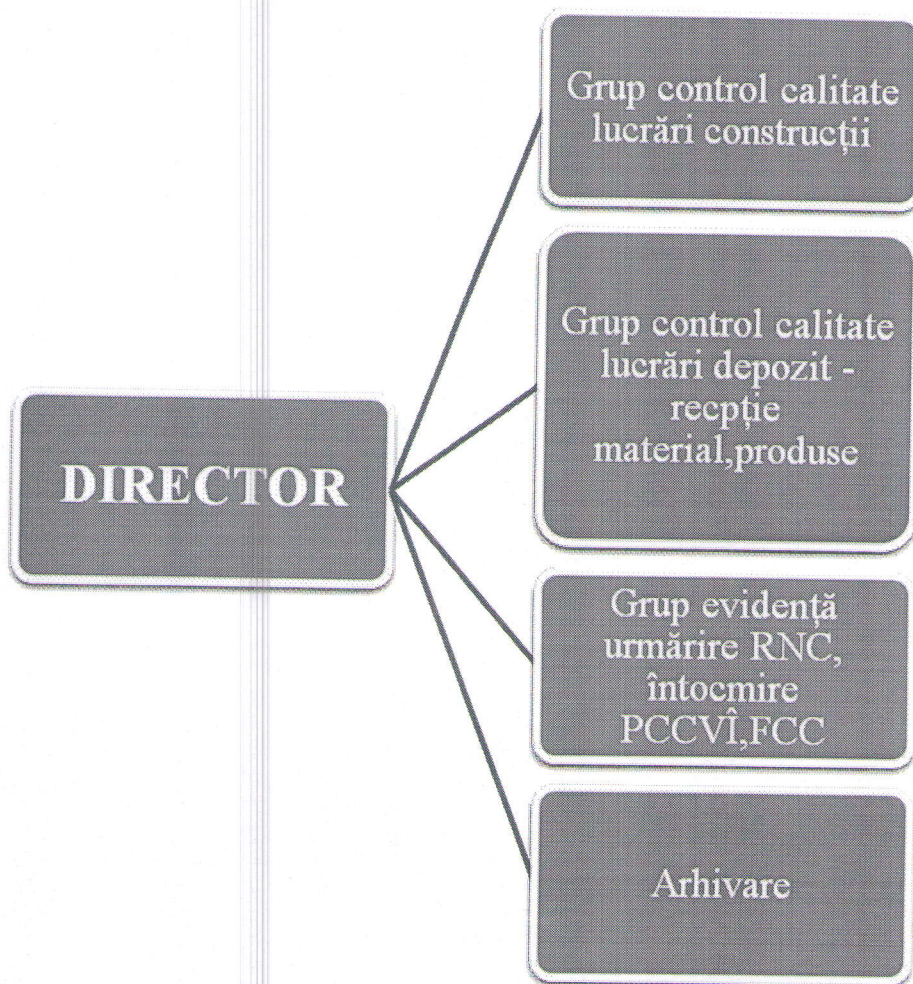 Grup control calitate
lucrări construcții
Grup control calitate
lucrări depozit -
recpție
material,produse
DIRECTOR
Grup evidență
urmărire RNC,
întocmire
PCCVÎ,FCC
Arhivare